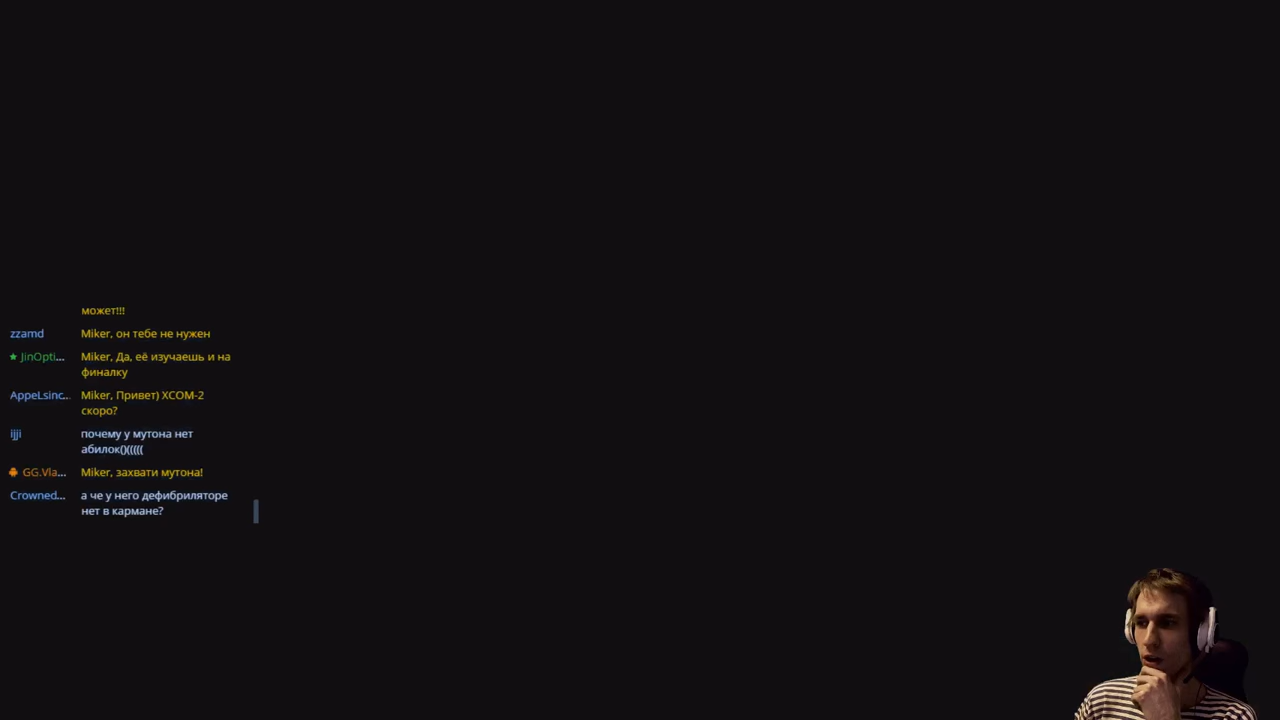 может!!!
zzamd Miker, он тебе не нужен
JinOpti... Miker, Да, её изучаешь и на
финалку
AppeLsinc... Miker, Привет) XCOM-2
скоро?
ijji почему у мутона нет
абилок()(((((
GG.Vla... Miker, захвати мутона!
Crowned... а че у него дефибриляторе
нет в кармане?